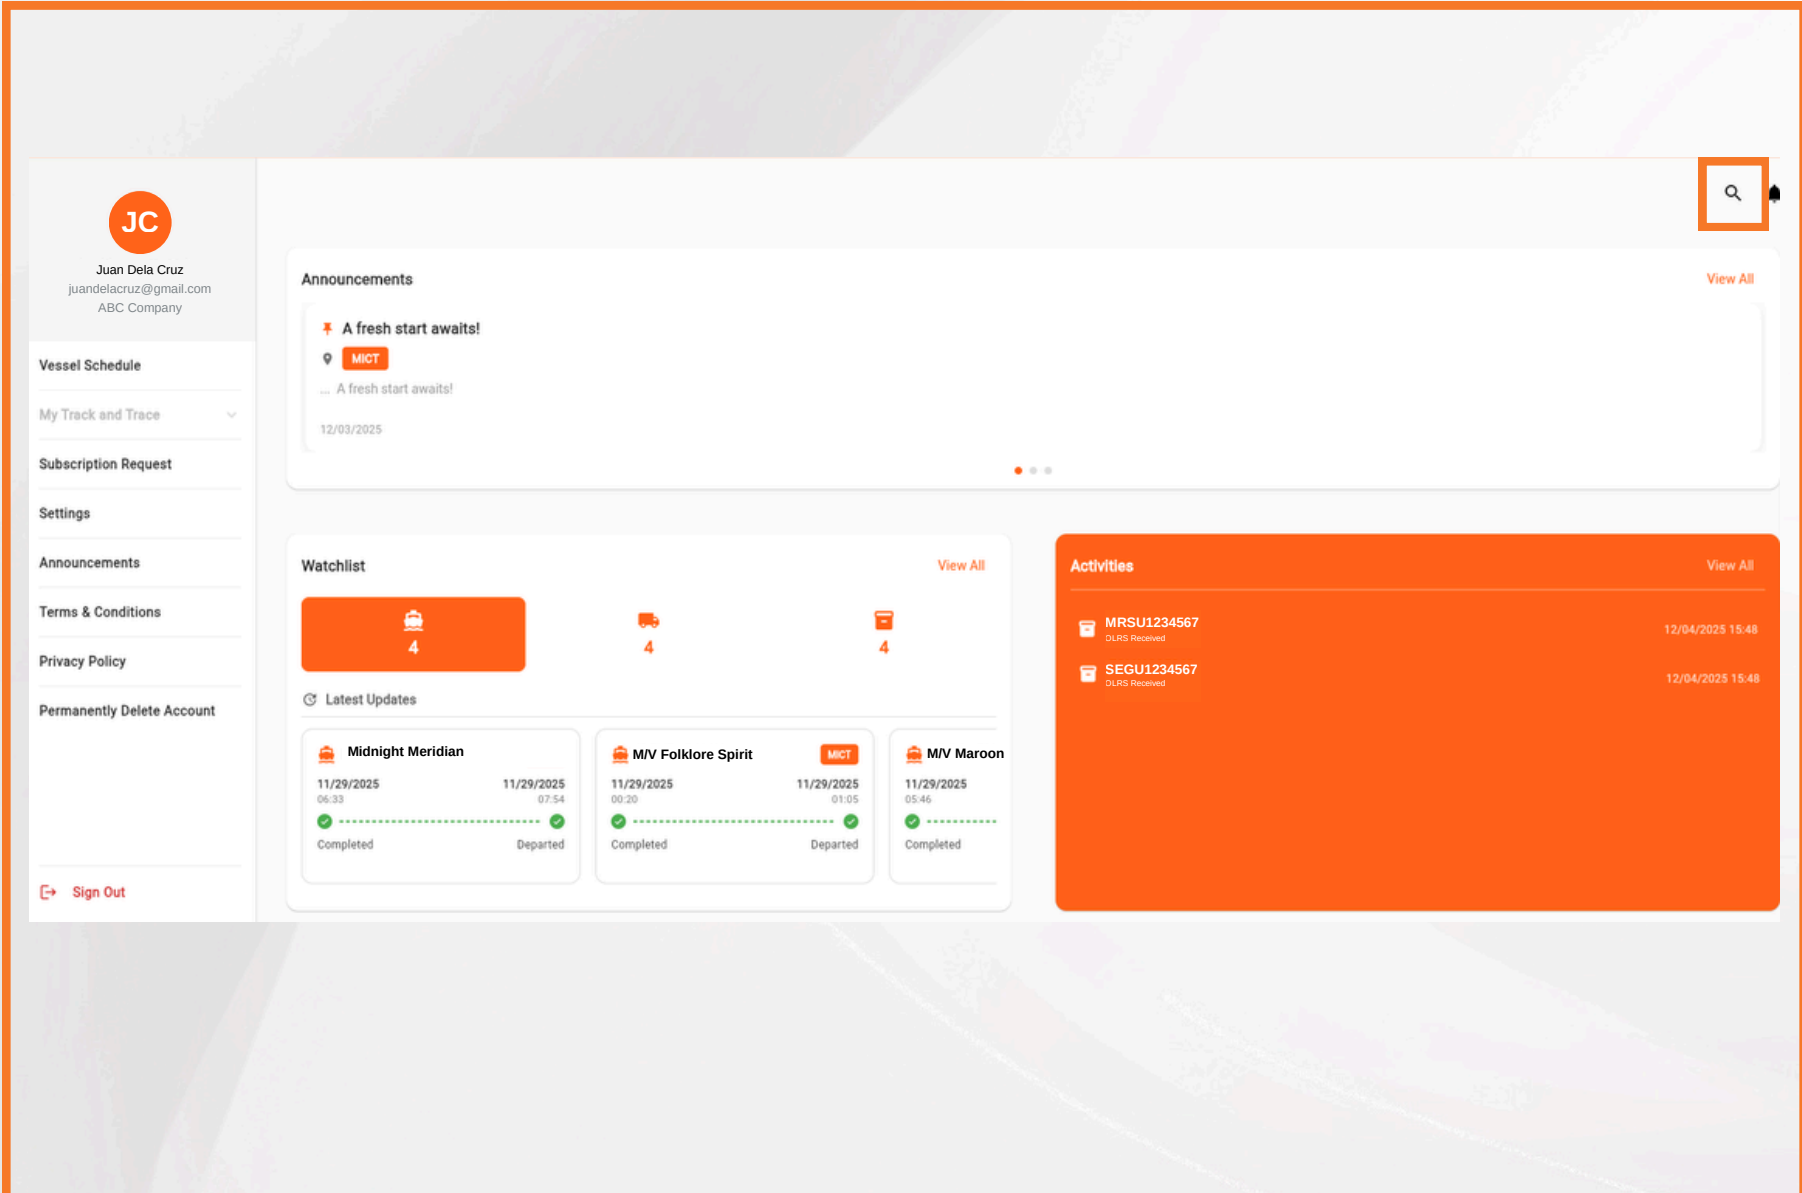 JC
Juan Dela Cruz
juandelacruz@gmail.com
ABC Company
Vessel Schedule
My Track and Trace
Subscription Request
Settings
Announcements
Terms & Conditions
Privacy Policy
Permanently Delete Account
Sign Out
Announcements View All
A fresh start awaits!
MICT
... A fresh start awaits!
12/03/2025
Watchlist View All
4 4 4
Latest Updates
Midnight Meridian
11/29/2025 11/29/2025
06:33 07:54
Completed Departed
M/V Folklore Spirit MICT
11/29/2025 11/29/2025
00:20 01:05
Completed Departed
M/V Maroon
11/29/2025
05:46
Completed
Activities View All
MRSU1234567 12/04/2025 15:48
OLRS Received
SEGU1234567 12/04/2025 15:48
OLRS Received